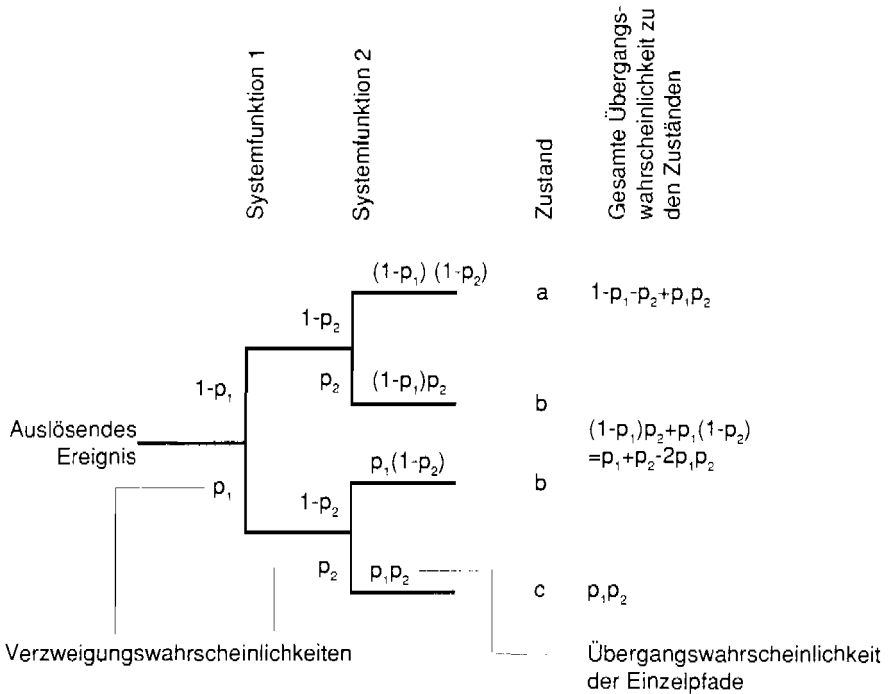 Systemfunktion 1
Systemfunktion 2
Zustand
Gesamte Übergangs-
wahrscheinlichkeit zu
den Zuständen
(1-p₁) (1-p₂)
a
1-p₁-p₂+p₁p₂
1-p₂
p₂
(1-p₁)p₂
b
1-p₁
Auslösendes
Ereignis
(1-p₁)p₂+p₁(1-p₂)
=p₁+p₂-2p₁p₂
p₁(1-p₂)
b
p₁
1-p₂
p₂
p₁p₂
c
p₁p₂
Verzweigungswahrscheinlichkeiten
Übergangswahrscheinlichkeit
der Einzelpfade